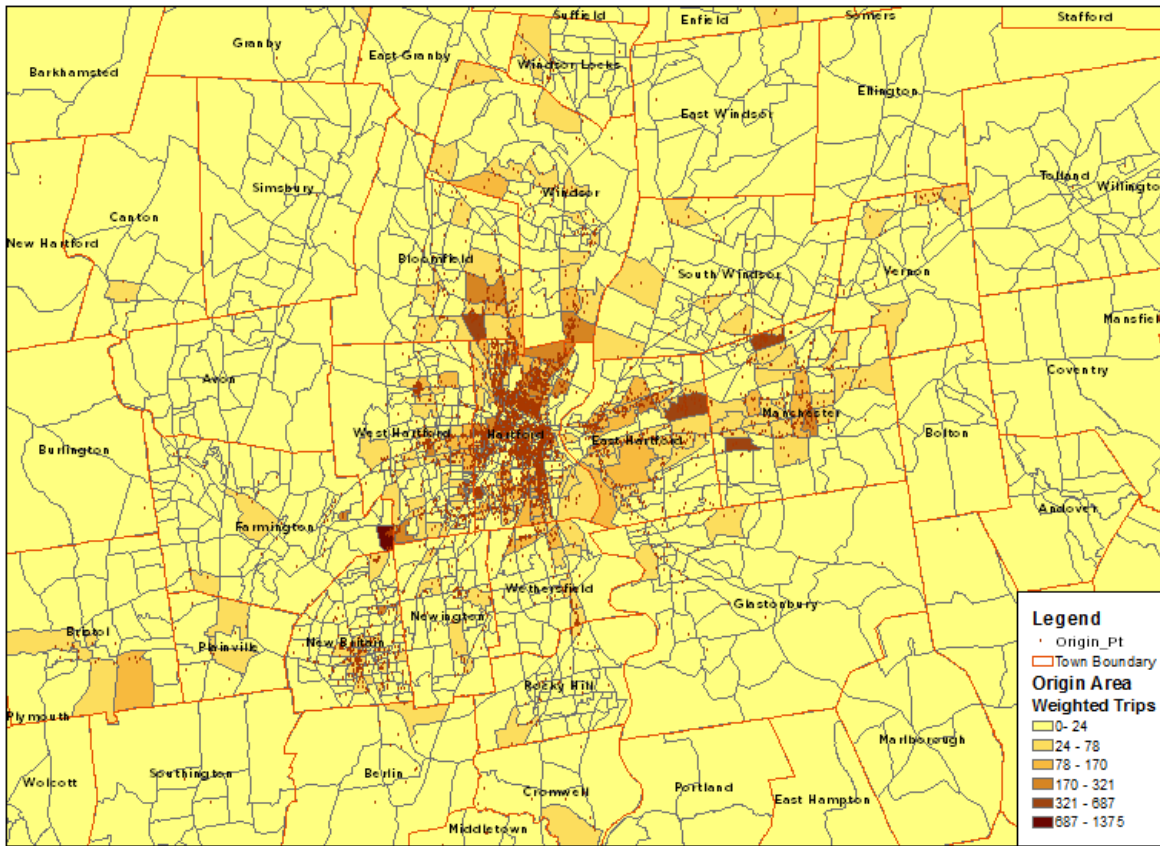 Suffield
Enfield
Somers
Stafford
Granby
East Granby
Barkhamsted
Windsor Locks
Ellington
East Windsor
Simsbury
Windsor
Tolland
Willington
Canton
New Hartford
Bloomfield
South Windsor
Vernon
Mansfiel
Avon
Coventry
Manchester
West Hartford
Hartford
East Hartford
Bolton
Burlington
Farmington
Andover
Wethersfield
Glastonbury
Newington
Bristol
New Britain
Plainville
Rocky Hill
Plymouth
Marlborough
Wolcott
Southington
Berlin
Cromwell
Portland
East Hampton
Middletown
Legend
Origin_Pt
Town Boundary
Origin Area
Weighted Trips
0- 24
24 - 78
78 - 170
170 - 321
321 - 687
687 - 1375